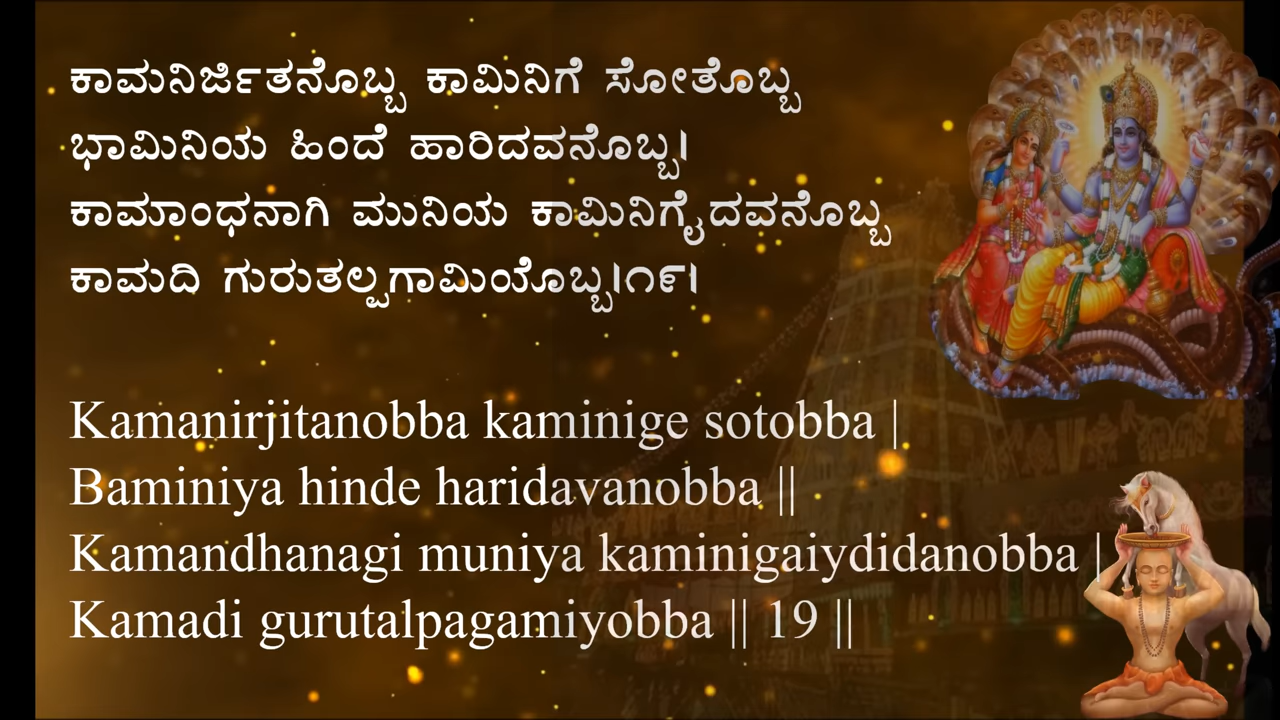 ಕಾಮನಿರ್ಜಿತನೊಬ್ಬ ಕಾಮಿನಿಗೆ ಸೋತೊಬ್ಬ
ಭಾಮಿನಿಯ ಹಿಂದೆ ಹಾರಿದವನೊಬ್ಬ।
ಕಾಮಾಂಧನಾಗಿ ಮುನಿಯ ಕಾಮಿನಿಗೈದವನೊಬ್ಬ
ಕಾಮದಿ ಗುರುತಲ್ಪಗಾಮಿಯೊಬ್ಬ।೧೯।
Kamanirjitanobba kaminige sotobba |
Baminiya hinde haridavanobba ||
Kamandhanagi muniya kaminigaiydidanobba |
Kamadi gurutalpagamiyobba || 19 ||